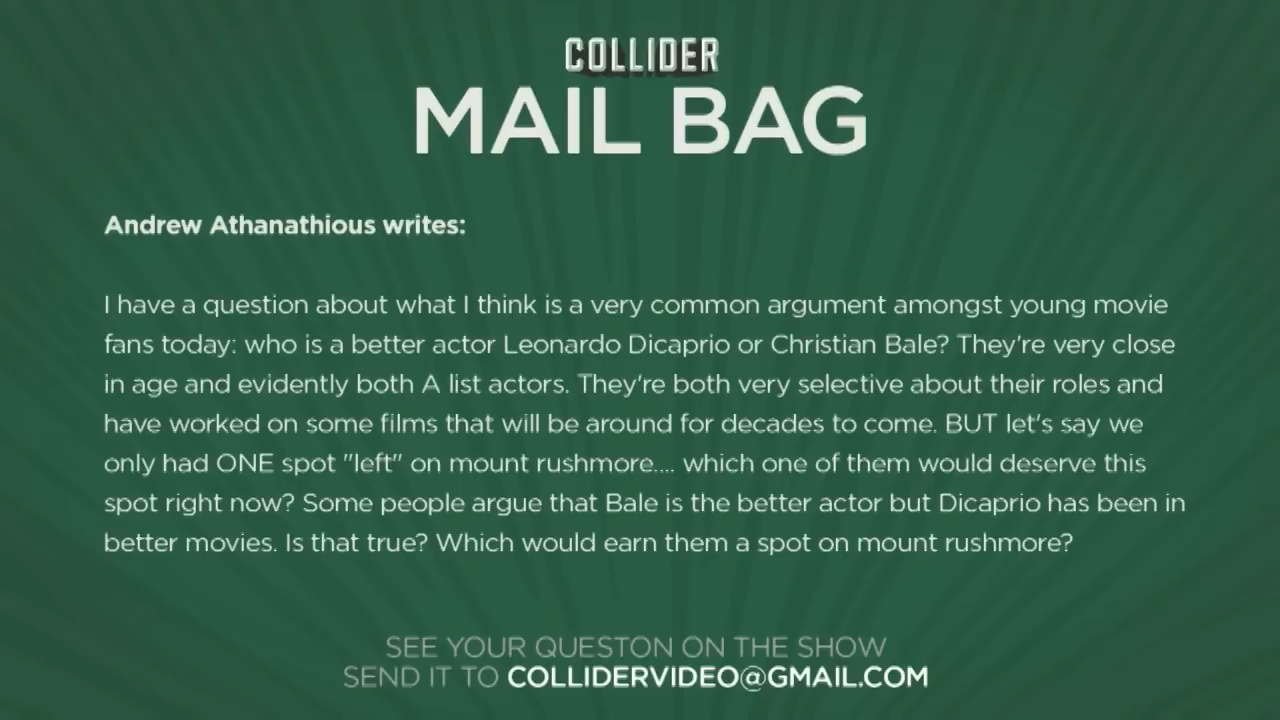 COLLIDER
MAIL BAG
Andrew Athanathious writes:
I have a question about what I think is a very common argument amongst young movie
fans today: who is a better actor Leonardo Dicaprio or Christian Bale? They're very close
in age and evidently both A list actors. They're both very selective about their roles and
have worked on some films that will be around for decades to come. BUT let's say we
only had ONE spot "left" on mount rushmore.... which one of them would deserve this
spot right now? Some people argue that Bale is the better actor but Dicaprio has been in
better movies. Is that true? Which would earn them a spot on mount rushmore?
SEE YOUR QUESTON ON THE SHOW
SEND IT TO COLLIDERVIDEO@GMAIL.COM